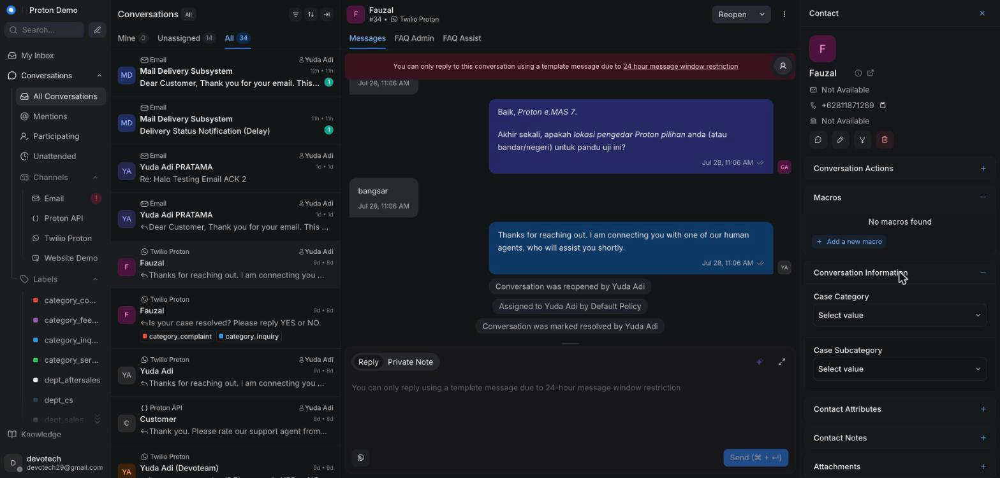 Proton Demo
Search...
My Inbox
Conversations
All Conversations
Mentions
Participating
Unattended
Channels
Email
!
Proton API
Twilio Proton
Website Demo
Labels
category_co...
category_fee...
category_inq...
category_ser...
dept_aftersales
dept_cs
dept_sales
Knowledge
D
devotech
devotech29@gmail.com
Conversations
All
Mine 0
Unassigned 14
All 34
Email
Yuda Adi
MD
Mail Delivery Subsystem
12h • 11h
Dear Customer, Thank you for your email. This...
1
Email
MD
Mail Delivery Subsystem
11h • 11h
Delivery Status Notification (Delay)
1
Email
Yuda Adi
YA
Yuda Adi PRATAMA
1d • 1d
Re: Halo Testing Email ACK 2
Email
Yuda Adi
YA
Yuda Adi PRATAMA
1d • 1d
Dear Customer, Thank you for your email. This ...
Twilio Proton
Yuda Adi
F
Fauzal
9d • 8d
Thanks for reaching out. I am connecting you ...
Twilio Proton
F
Fauzal
9d • 8d
Is your case resolved? Please reply YES or NO.
category_complaint
category_inquiry
Twilio Proton
Yuda Adi
YA
Yuda Adi
9d • 8d
Thanks for reaching out. I am connecting you ...
Proton API
Yuda Adi
C
Customer
8d • 8d
Thank you. Please rate our support agent from...
Twilio Proton
YA
Yuda Adi (Devoteam)
9d • 9d
F
Fauzal
#34 • Twilio Proton
Reopen
Messages
FAQ Admin
FAQ Assist
You can only reply to this conversation using a template message due to 24 hour message window restriction
Jul 28, 11:06 AM
Baik, Proton e.MAS 7.
Akhir sekali, apakah lokasi pengedar Proton pilihan anda (atau
bandar/negeri) untuk pandu uji ini?
Jul 28, 11:06 AM
GA
bangsar
Jul 28, 11:06 AM
Thanks for reaching out. I am connecting you with one of our human
agents, who will assist you shortly.
Jul 28, 11:06 AM
YA
Conversation was reopened by Yuda Adi
Assigned to Yuda Adi by Default Policy
Conversation was marked resolved by Yuda Adi
Reply
Private Note
You can only reply using a template message due to 24-hour message window restriction
Send (⌘ + ↵)
Contact
F
Fauzal
Not Available
+62811871269
Not Available
Conversation Actions
Macros
No macros found
+ Add a new macro
Conversation Information
Case Category
Select value
Case Subcategory
Select value
Contact Attributes
Contact Notes
Attachments